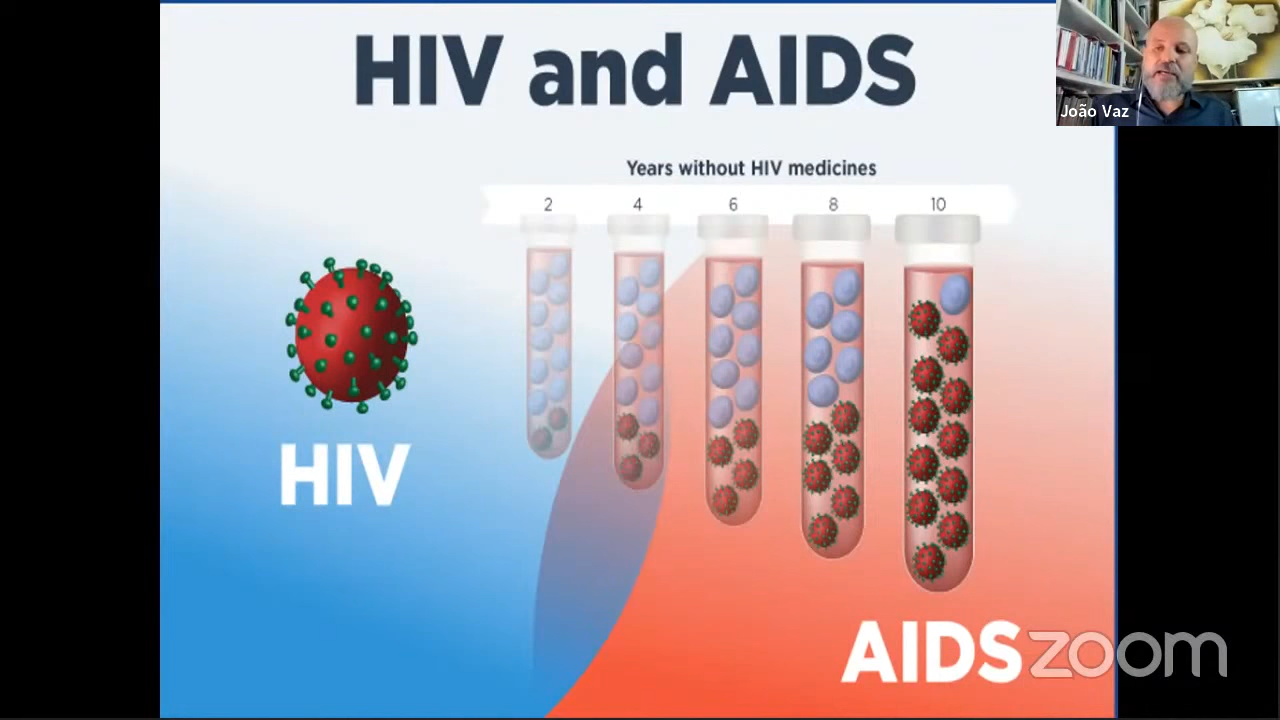 HIV and AIDS
João Vaz
Years without HIV medicines
2 4 6 8 10
HIV
AIDS
zoom